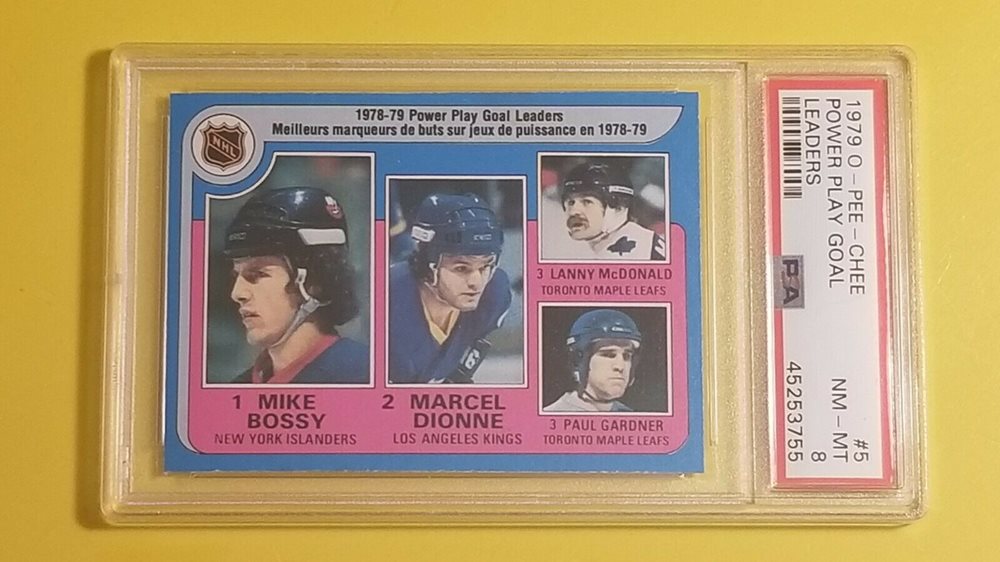 1978-79 Power Play Goal Leaders
Meilleurs marqueurs de buts sur jeux de puissance en 1978-79
NHL
1 MIKE
BOSSY
NEW YORK ISLANDERS
2 MARCEL
DIONNE
LOS ANGELES KINGS
3 LANNY McDONALD
TORONTO MAPLE LEAFS
3 PAUL GARDNER
TORONTO MAPLE LEAFS
1979 O-PEE-CHEE
POWER PLAY GOAL
LEADERS
PSA
#5
NM-MT
8
45253755